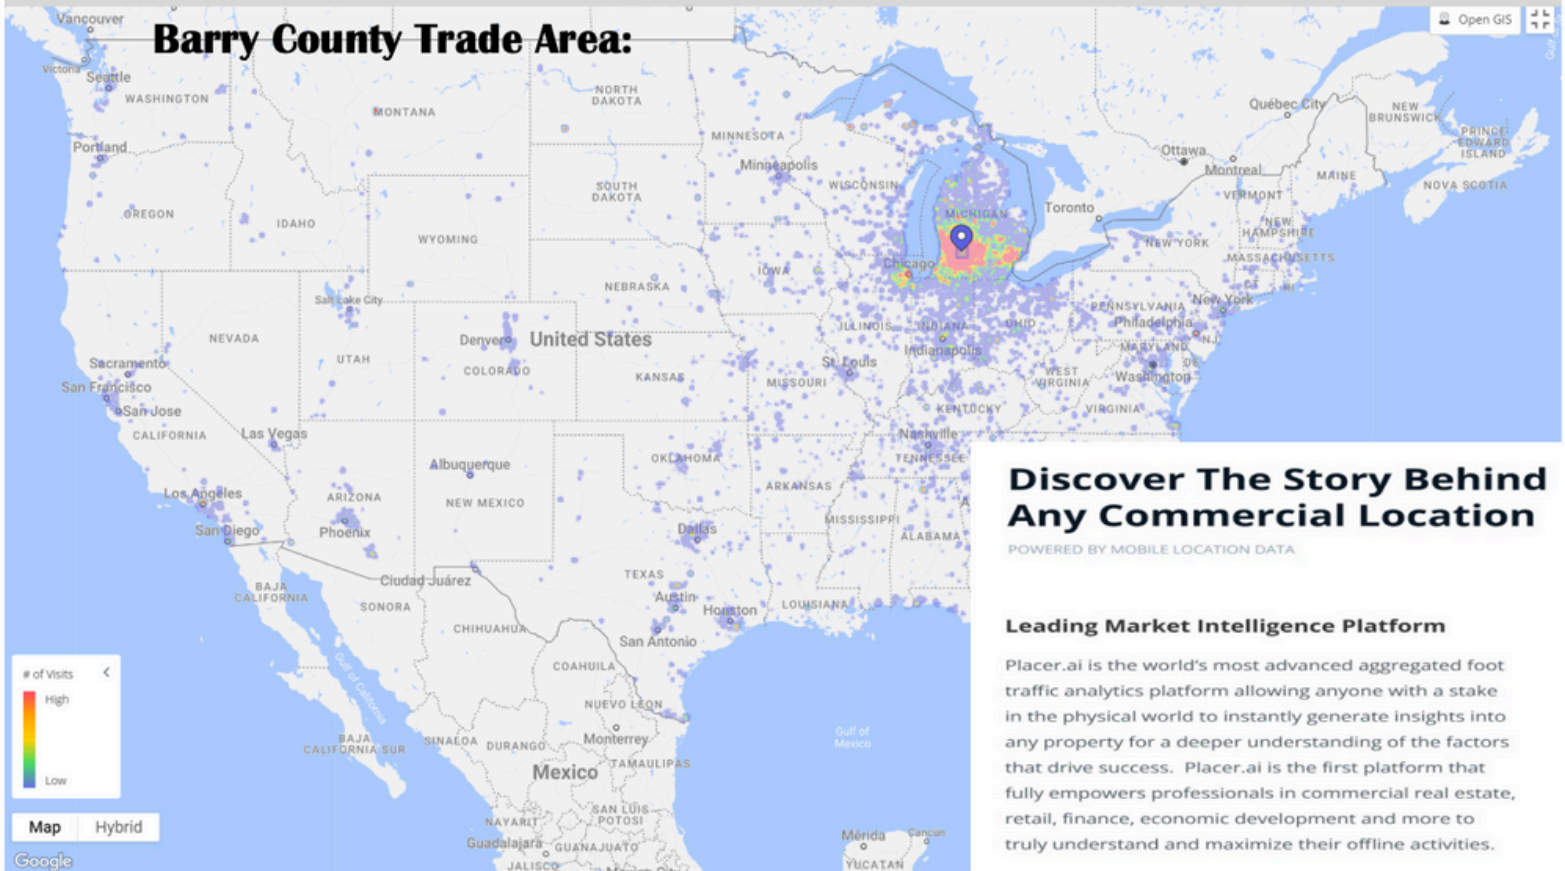 Barry County Trade Area:
Open GIS
Vancouver
Victoria
Seattle
WASHINGTON
MONTANA
NORTH
DAKOTA
MINNESOTA
Québec City
NEW
BRUNSWICK
PRINCE
EDWARD
ISLAND
Portland
Minneapolis
Ottawa
Montreal
MAINE
NOVA SCOTIA
OREGON
IDAHO
SOUTH
DAKOTA
WISCONSIN
MICHIGAN
Toronto
VERMONT
NEW
HAMPSHIRE
WYOMING
NEW YORK
MASSACHUSETTS
Chicago
IOWA
CT
RI
NEBRASKA
Salt Lake City
PENNSYLVANIA
New York
NEVADA
Denver
United States
ILLINOIS
INDIANA
OHIO
Philadelphia
NJ
Indianapolis
MARYLAND
UTAH
COLORADO
Sacramento
KANSAS
St. Louis
MISSOURI
WEST
VIRGINIA
DE
Washington
San Francisco
San Jose
KENTUCKY
VIRGINIA
CALIFORNIA
Las Vegas
Nashville
Albuquerque
OKLAHOMA
TENNESSEE
Los Angeles
ARIZONA
NEW MEXICO
ARKANSAS
San Diego
Phoenix
Dallas
MISSISSIPPI
ALABAMA
Ciudad Juárez
TEXAS
BAJA
CALIFORNIA
SONORA
Austin
Houston
LOUISIANA
CHIHUAHUA
San Antonio
COAHUILA
Gulf of California
NUEVO LEON
BAJA
CALIFORNIA SUR
SINALOA
DURANGO
Monterrey
Gulf of
Mexico
TAMAULIPAS
Mexico
SAN LUIS
POTOSI
NAYARIT
Guadalajara
GUANAJUATO
JALISCO
Mérida
Cancun
YUCATAN
# of Visits
High
Low
Map
Hybrid
Google
Discover The Story Behind
Any Commercial Location
POWERED BY MOBILE LOCATION DATA
Leading Market Intelligence Platform
Placer.ai is the world's most advanced aggregated foot
traffic analytics platform allowing anyone with a stake
in the physical world to instantly generate insights into
any property for a deeper understanding of the factors
that drive success. Placer.ai is the first platform that
fully empowers professionals in commercial real estate,
retail, finance, economic development and more to
truly understand and maximize their offline activities.